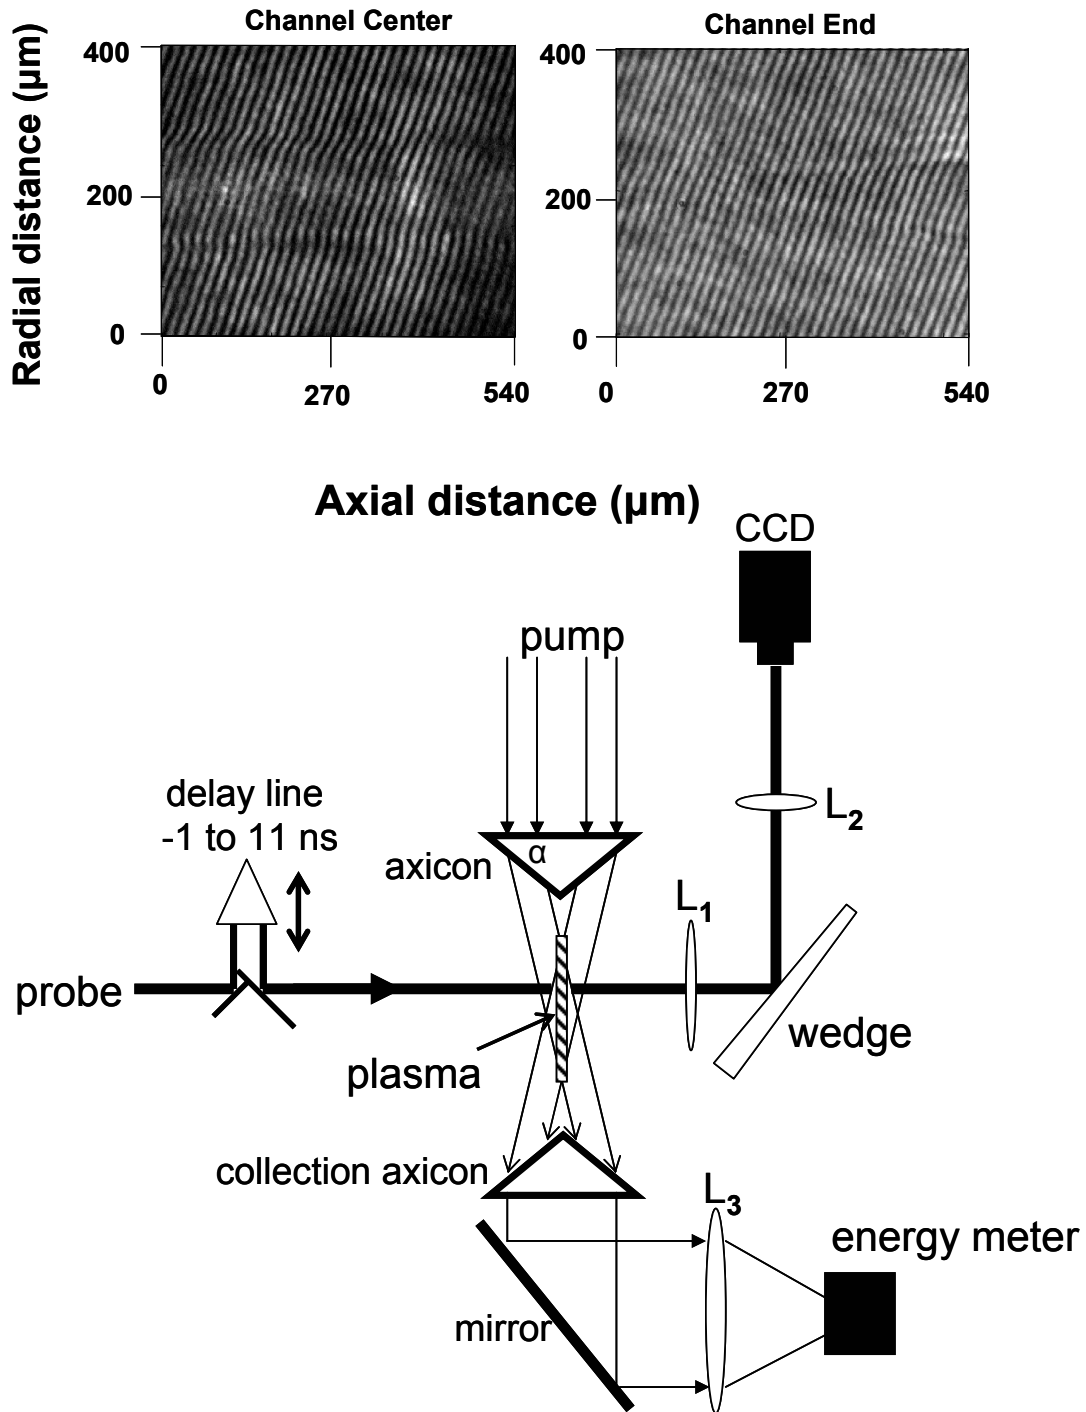 Channel Center
Channel End
Radial distance (µm)
400
200
0
0
270
540
400
200
0
0
270
540
Axial distance (µm)
CCD
pump
delay line
-1 to 11 ns
α
axicon
L2
L1
probe
wedge
plasma
collection axicon
L3
energy meter
mirror